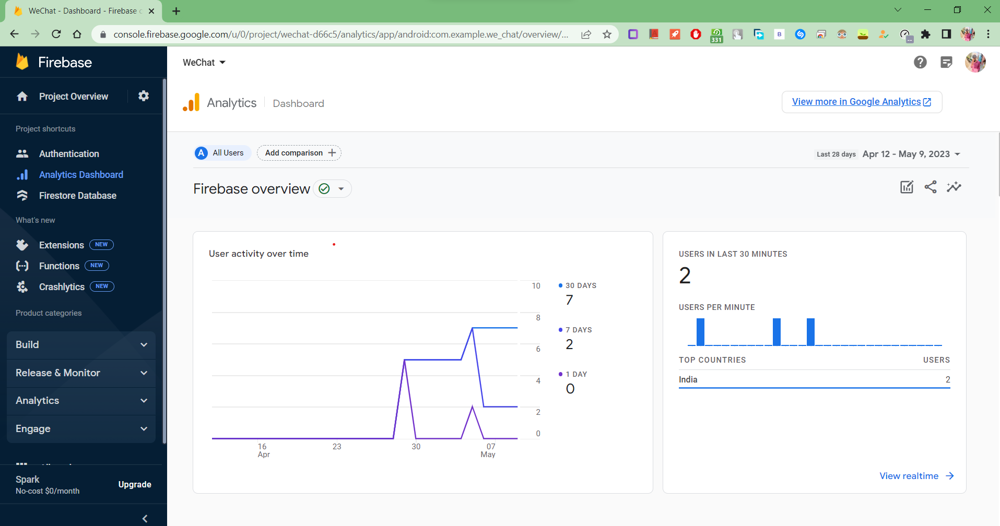 WeChat - Dashboard - Firebase c
console.firebase.google.com/u/0/project/wechat-d66c5/analytics/app/android:com.example.we_chat/overview/...
331
B
Firebase
WeChat
Project Overview
Analytics
Dashboard
View more in Google Analytics
Project shortcuts
Authentication
Analytics Dashboard
Firestore Database
What's new
Extensions NEW
Functions NEW
Crashlytics NEW
Product categories
Build
Release & Monitor
Analytics
Engage
Spark
No-cost $0/month
Upgrade
A All Users
Add comparison
Last 28 days Apr 12 - May 9, 2023
Firebase overview
User activity over time
10
8
6
4
2
0
16
Apr
23
30
07
May
30 DAYS
7
7 DAYS
2
1 DAY
0
USERS IN LAST 30 MINUTES
2
USERS PER MINUTE
TOP COUNTRIES USERS
India 2
View realtime